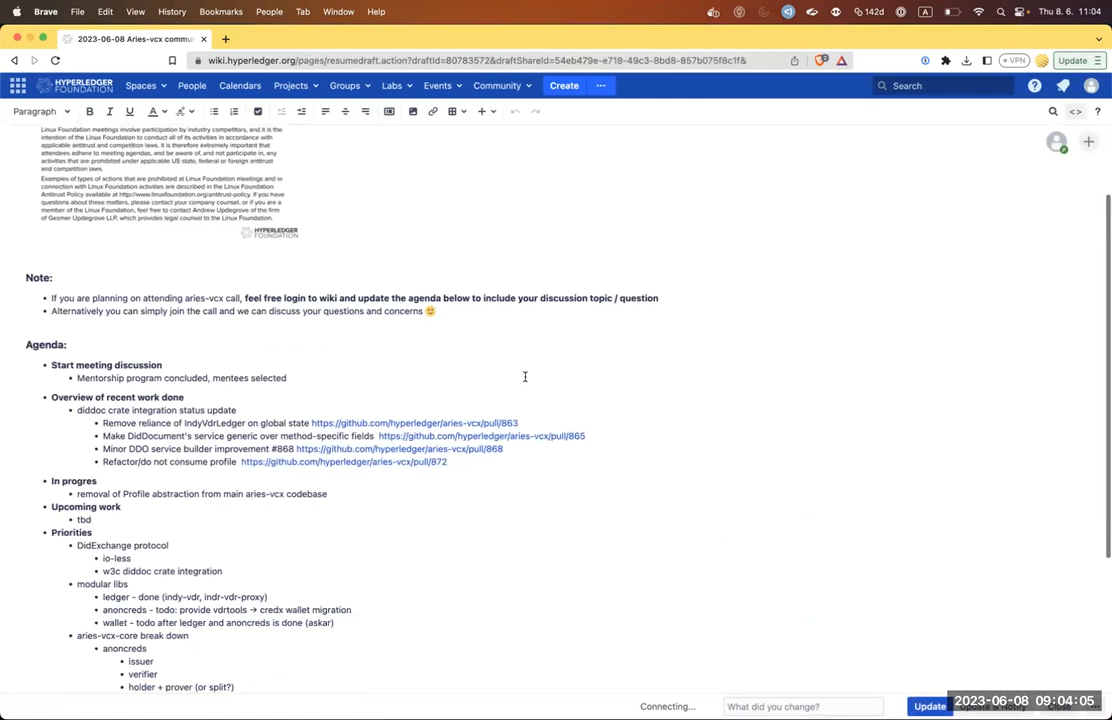 Brave File Edit View History Bookmarks People Tab Window Help 142d A Thu 8. 6. 11:04
2023-06-08 Aries-vcx commu
wiki.hyperledger.org/pages/resumedraft.action?draftId=80783572&draftShareId=54eb479e-e718-49c3-8bd8-857b075f8c1f& VPN Update
HYPERLEDGER FOUNDATION Spaces People Calendars Projects Groups Labs Events Community Create ••• Search
Paragraph B I U A
Linux Foundation meetings involve participation by industry competitors, and it is the
intention of the Linux Foundation to conduct all of its activities in accordance with
applicable antitrust and competition laws. It is therefore extremely important that
attendees adhere to meeting agendas, and be aware of, and not participate in, any
activities that are prohibited under applicable US state, federal or foreign antitrust
and competition laws.
Examples of types of actions that are prohibited at Linux Foundation meetings and in
connection with Linux Foundation activities are described in the Linux Foundation
Antitrust Policy available at http://www.linuxfoundation.org/antitrust-policy. If you have
questions about these matters, please contact your company counsel, or if you are a
member of the Linux Foundation, feel free to contact Andrew Updegrove of the firm
of Gesmer Updegrove LLP, which provides legal counsel to the Linux Foundation.
HYPERLEDGER
FOUNDATION
Note:
• If you are planning on attending aries-vcx call, feel free login to wiki and update the agenda below to include your discussion topic / question
• Alternatively you can simply join the call and we can discuss your questions and concerns 🙂
Agenda:
• Start meeting discussion
• Mentorship program concluded, mentees selected
• Overview of recent work done
• diddoc crate integration status update
• Remove reliance of IndyVdrLedger on global state https://github.com/hyperledger/aries-vcx/pull/863
• Make DidDocument's service generic over method-specific fields https://github.com/hyperledger/aries-vcx/pull/865
• Minor DDO service builder improvement #868 https://github.com/hyperledger/aries-vcx/pull/868
• Refactor/do not consume profile https://github.com/hyperledger/aries-vcx/pull/872
• In progres
• removal of Profile abstraction from main aries-vcx codebase
• Upcoming work
• tbd
• Priorities
• DidExchange protocol
• io-less
• w3c diddoc crate integration
• modular libs
• ledger - done (indy-vdr, indr-vdr-proxy)
• anoncreds - todo: provide vdrtools → credx wallet migration
• wallet - todo after ledger and anoncreds is done (askar)
• aries-vcx-core break down
• anoncreds
• issuer
• verifier
• holder + prover (or split?)
Connecting... What did you change? Update
2023-06-08 09:04:05